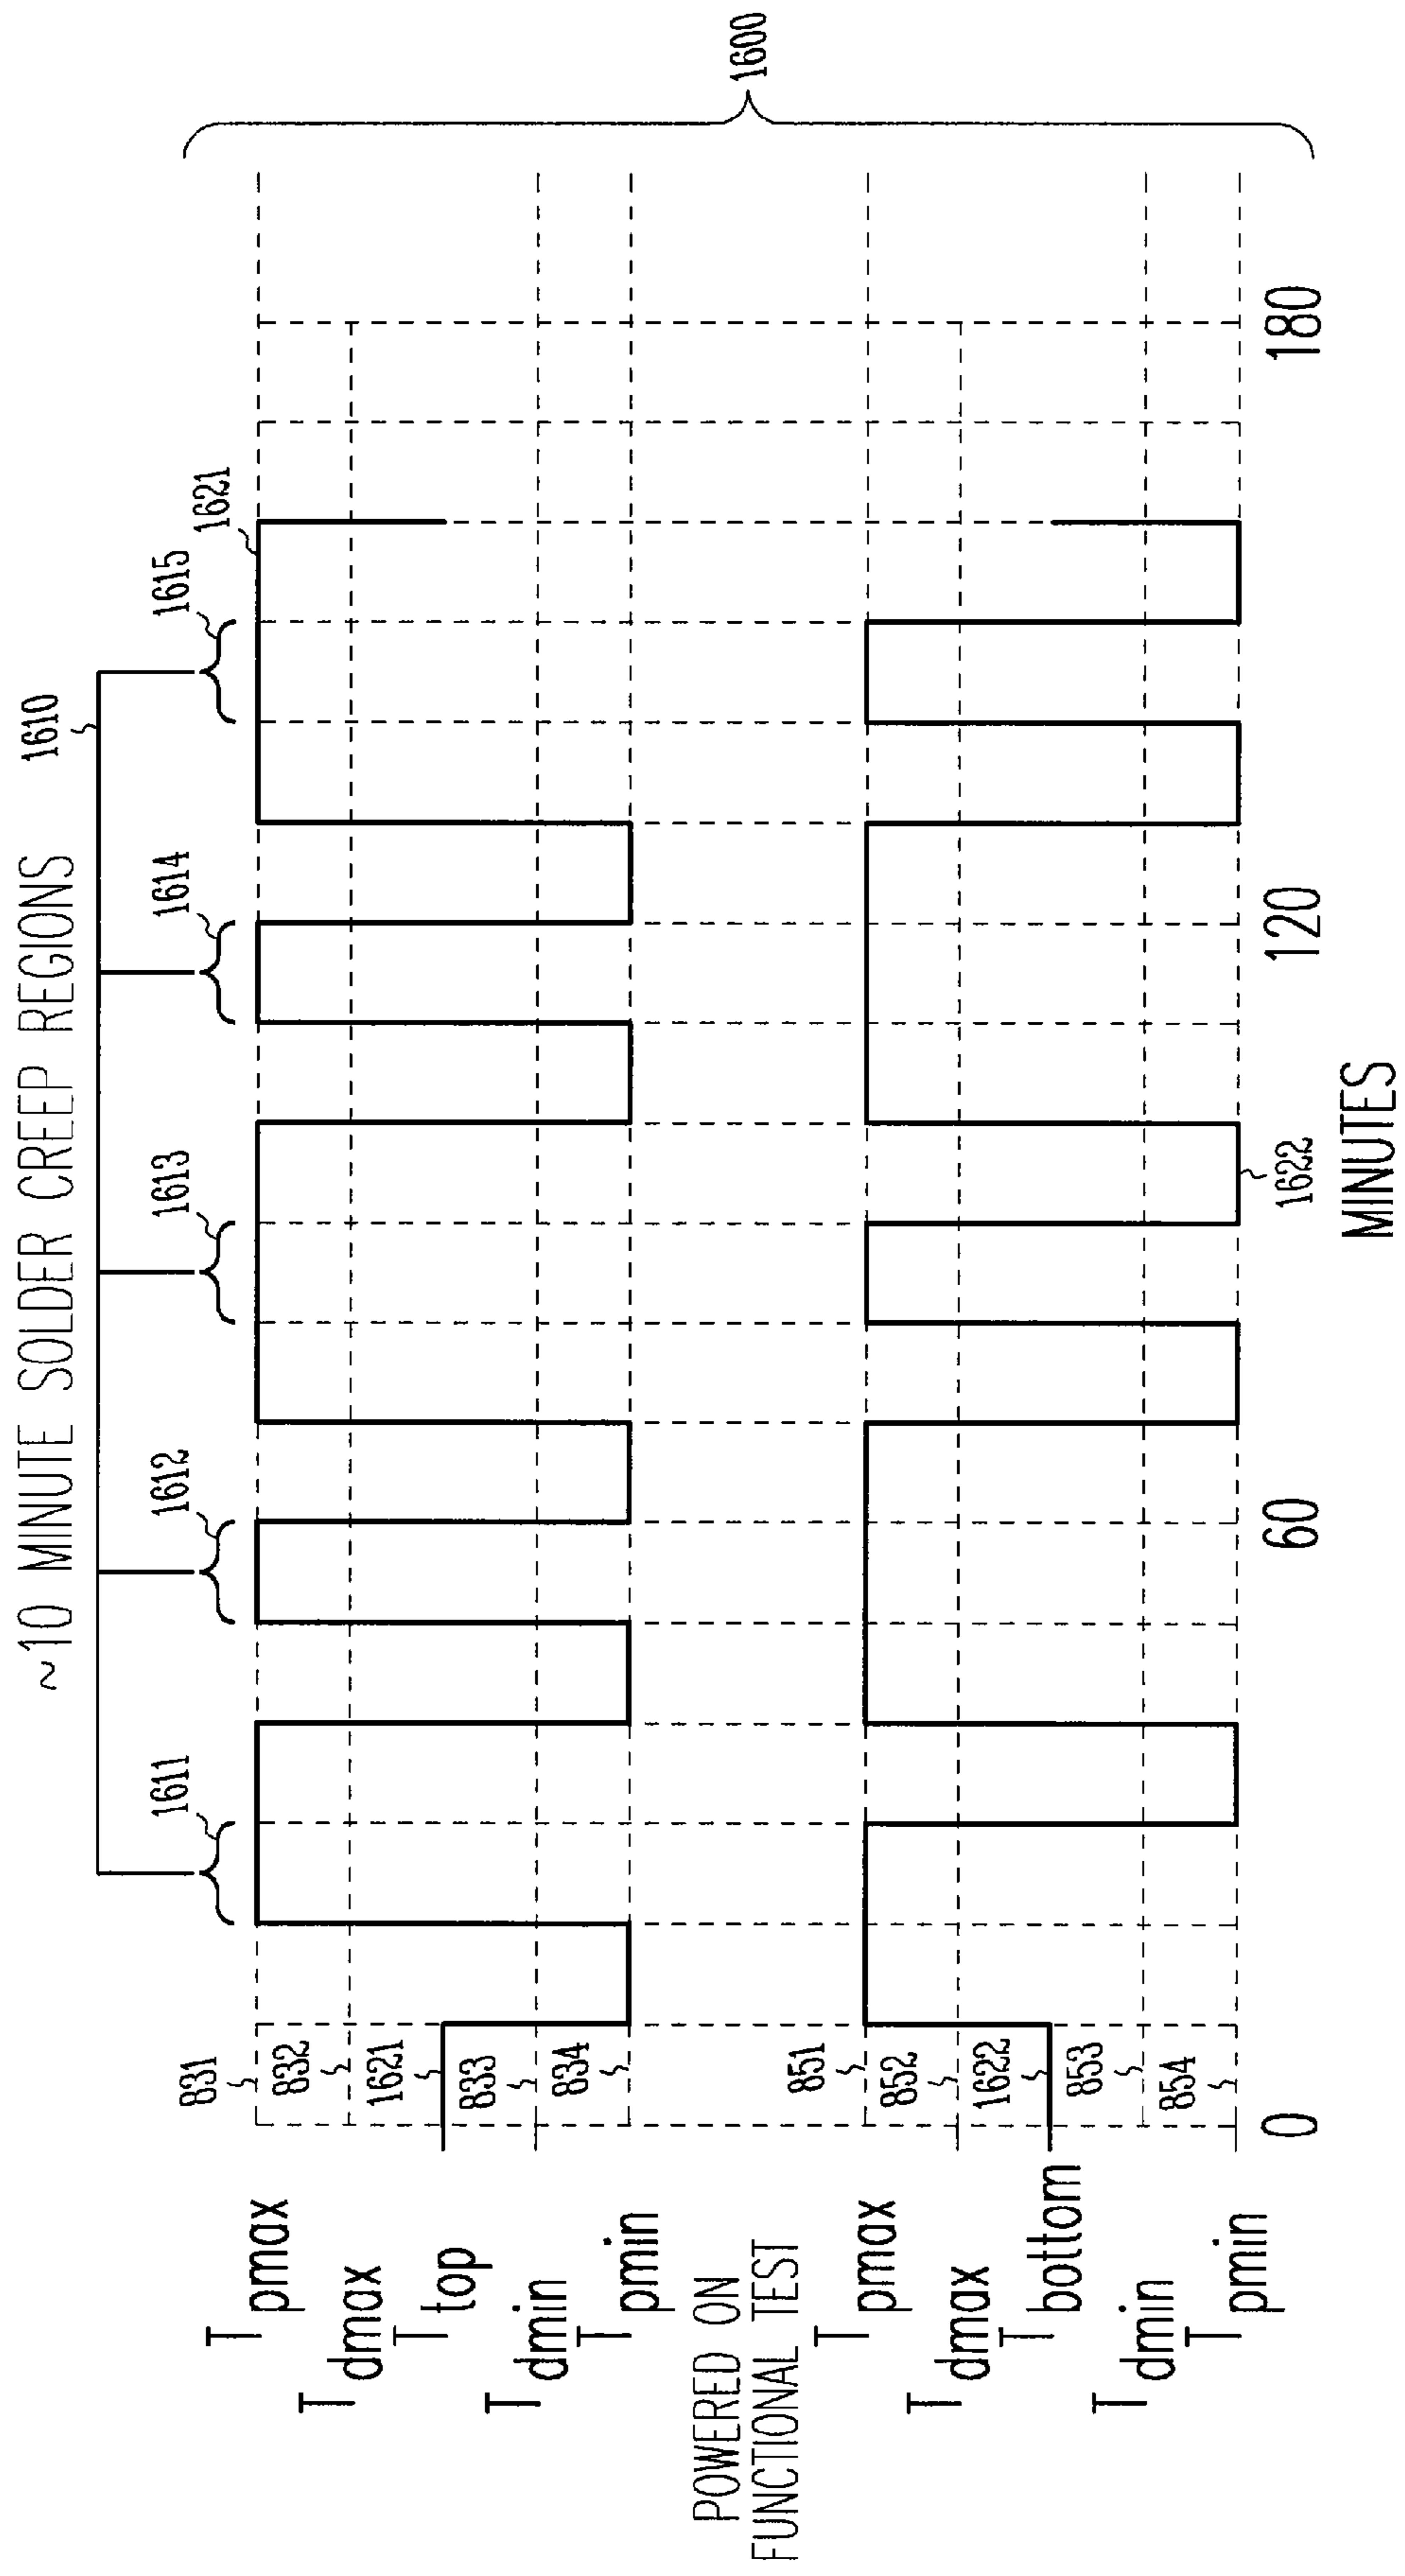 ~10 MINUTE SOLDER CREEP REGIONS
1610
1611
1612
1613
1614
1615
1621
1600
831
832
1621
833
834
T pmax
T dmax
T top
T dmin
T pmin
POWERED ON
FUNCTIONAL TEST
851
852
1622
853
854
T pmax
T dmax
T bottom
T dmin
T pmin
1622
0
60
120
180
MINUTES